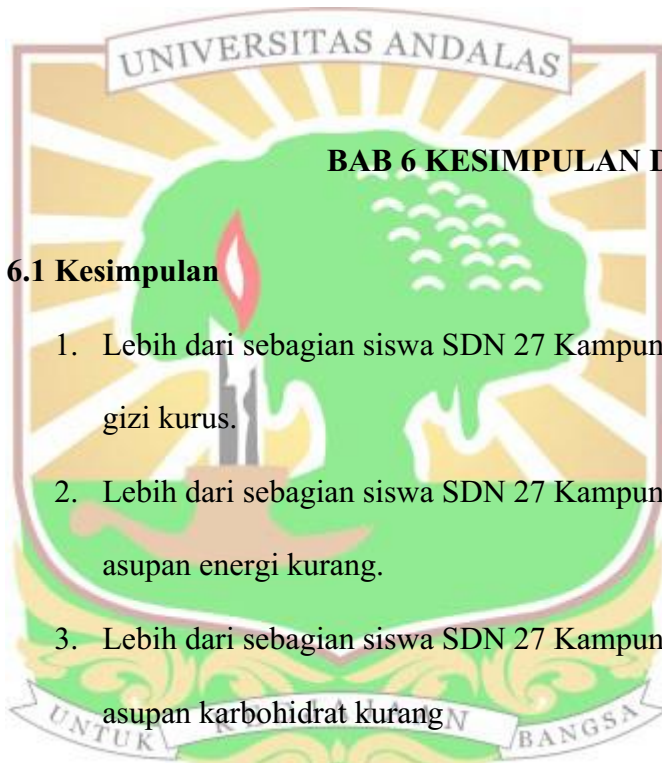 UNIVERSITAS ANDALAS
BAB 6 KESIMPULAN D
6.1 Kesimpulan
1. Lebih dari sebagian siswa SDN 27 Kampun
gizi kurus.
2. Lebih dari sebagian siswa SDN 27 Kampun
asupan energi kurang.
3. Lebih dari sebagian siswa SDN 27 Kampun
asupan karbohidrat kurang
UNTUK KEDJAJAAN BANGSA